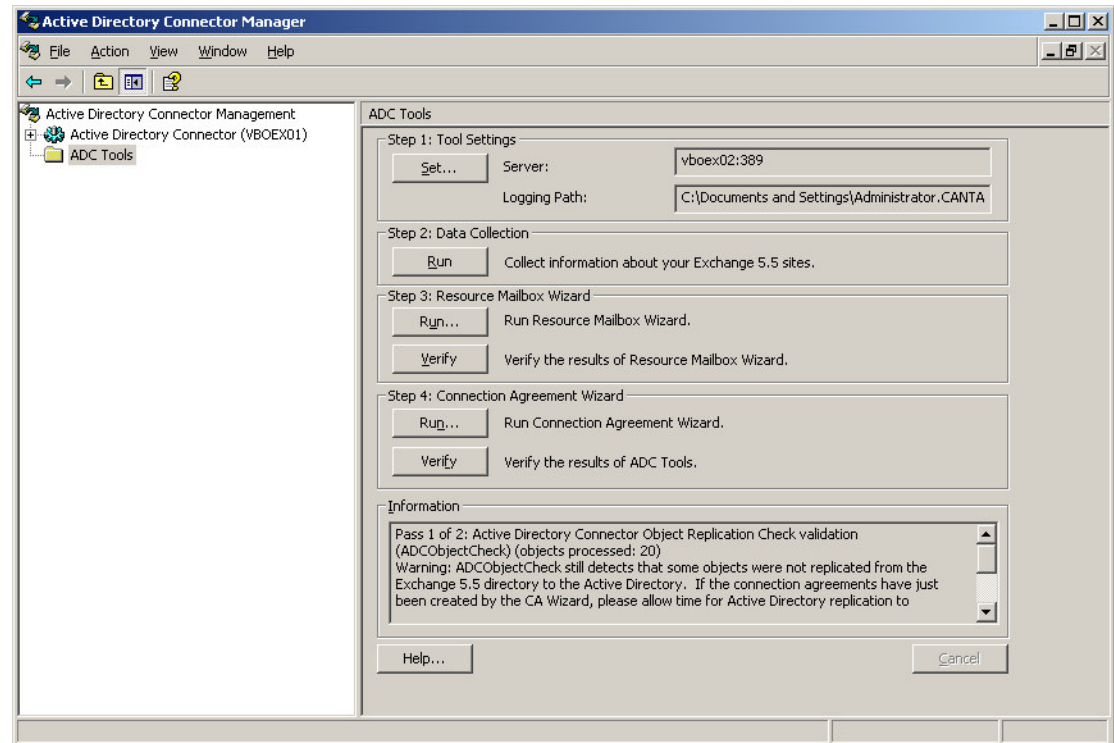 Active Directory Connector Manager
File Action View Window Help
Active Directory Connector Management
Active Directory Connector (VBOEX01)
ADC Tools
ADC Tools
Step 1: Tool Settings
Set... Server: vboex02:389
Logging Path: C:\Documents and Settings\Administrator.CANTA
Step 2: Data Collection
Run Collect information about your Exchange 5.5 sites.
Step 3: Resource Mailbox Wizard
Run... Run Resource Mailbox Wizard.
Verify Verify the results of Resource Mailbox Wizard.
Step 4: Connection Agreement Wizard
Run... Run Connection Agreement Wizard.
Verify Verify the results of ADC Tools.
Information
Pass 1 of 2: Active Directory Connector Object Replication Check validation
(ADCObjectCheck) (objects processed: 20)
Warning: ADCObjectCheck still detects that some objects were not replicated from the
Exchange 5.5 directory to the Active Directory. If the connection agreements have just
been created by the CA Wizard, please allow time for Active Directory replication to
Help... Cancel